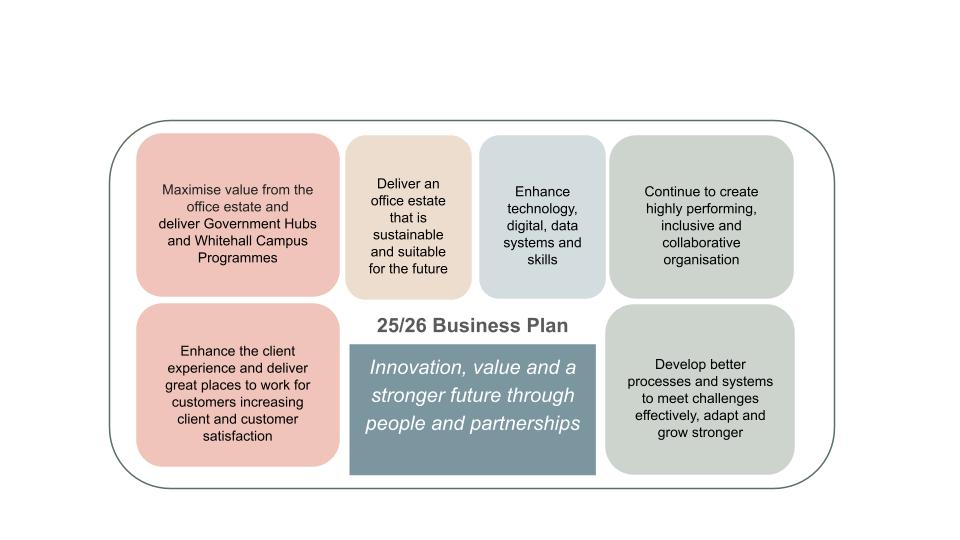 Maximise value from the
office estate and
deliver Government Hubs
and Whitehall Campus
Programmes
Deliver an
office estate
that is
sustainable
and suitable
for the future
Enhance
technology,
digital, data
systems and
skills
Continue to create
highly performing,
inclusive and
collaborative
organisation
Enhance the client
experience and deliver
great places to work for
customers increasing
client and customer
satisfaction
25/26 Business Plan
Innovation, value and a
stronger future through
people and partnerships
Develop better
processes and systems
to meet challenges
effectively, adapt and
grow stronger